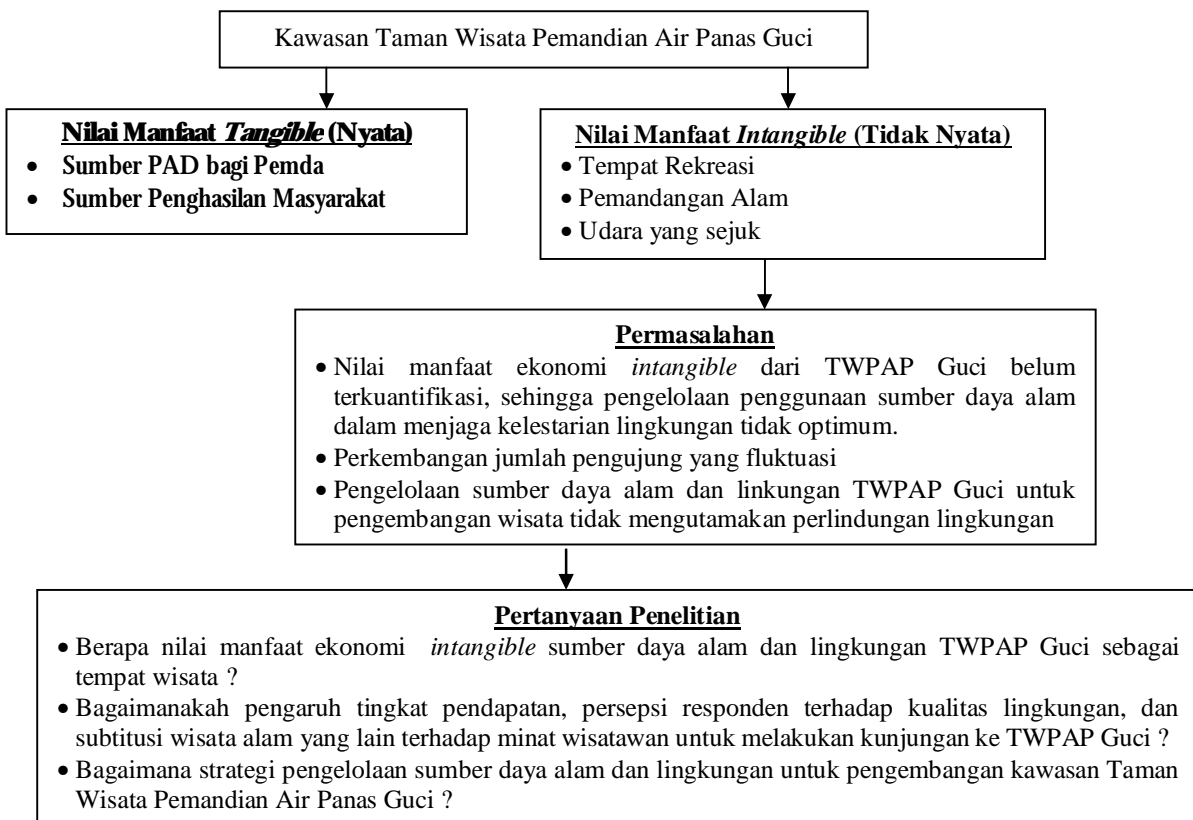 Kawasan Taman Wisata Pemandian Air Panas Guci
Nilai Manfaat Tangible (Nyata)
• Sumber PAD bagi Pemda
• Sumber Penghasilan Masyarakat
Nilai Manfaat Intangible (Tidak Nyata)
• Tempat Rekreasi
• Pemandangan Alam
• Udara yang sejuk
Permasalahan
• Nilai manfaat ekonomi intangible dari TWPAP Guci belum
terkuantifikasi, sehingga pengelolaan penggunaan sumber daya alam
dalam menjaga kelestarian lingkungan tidak optimum.
• Perkembangan jumlah pengujung yang fluktuasi
• Pengelolaan sumber daya alam dan linkungan TWPAP Guci untuk
pengembangan wisata tidak mengutamakan perlindungan lingkungan
Pertanyaan Penelitian
• Berapa nilai manfaat ekonomi intangible sumber daya alam dan lingkungan TWPAP Guci sebagai
tempat wisata ?
• Bagaimanakah pengaruh tingkat pendapatan, persepsi responden terhadap kualitas lingkungan, dan
subtitusi wisata alam yang lain terhadap minat wisatawan untuk melakukan kunjungan ke TWPAP Guci ?
• Bagaimana strategi pengelolaan sumber daya alam dan lingkungan untuk pengembangan kawasan Taman
Wisata Pemandian Air Panas Guci ?